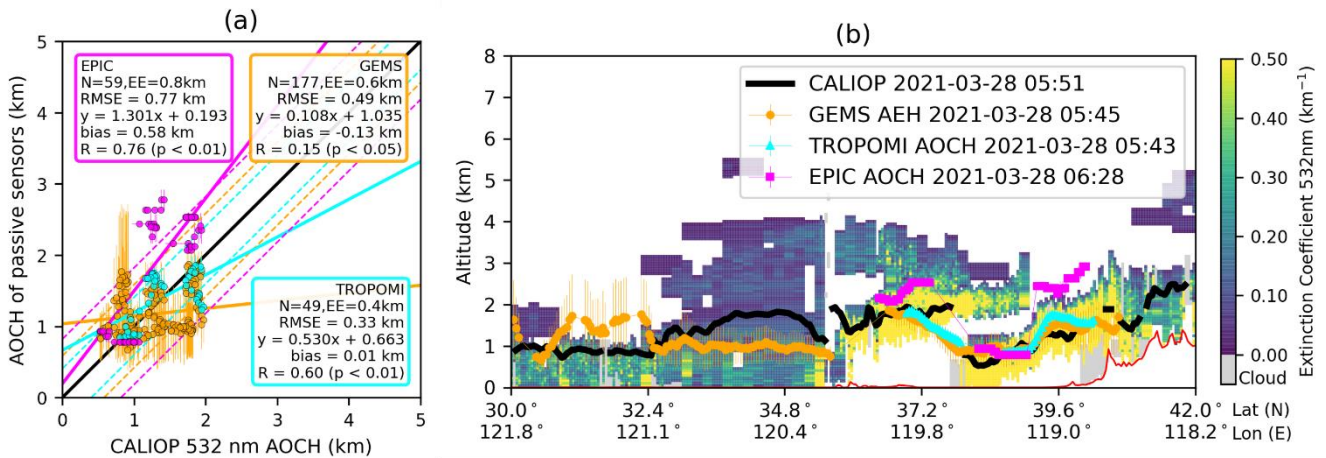 (a)
EPIC
N=59,EE=0.8km
RMSE = 0.77 km
y = 1.301x + 0.193
bias = 0.58 km
R = 0.76 (p < 0.01)
GEMS
N=177,EE=0.6km
RMSE = 0.49 km
y = 0.108x + 1.035
bias = -0.13 km
R = 0.15 (p < 0.05)
TROPOMI
N=49,EE=0.4km
RMSE = 0.33 km
y = 0.530x + 0.663
bias = 0.01 km
R = 0.60 (p < 0.01)
AOCH of passive sensors (km)
5
4
3
2
1
0
0 1 2 3 4 5
CALIOP 532 nm AOCH (km)
(b)
CALIOP 2021-03-28 05:51
GEMS AEH 2021-03-28 05:45
TROPOMI AOCH 2021-03-28 05:43
EPIC AOCH 2021-03-28 06:28
Altitude (km)
8
7
6
5
4
3
2
1
0
30.0° 32.4° 34.8° 37.2° 39.6° 42.0° Lat (N)
121.8° 121.1° 120.4° 119.8° 119.0° 118.2° Lon (E)
0.50
0.40
0.30
0.20
0.10
0.00
Cloud
Extinction Coefficient 532nm (km⁻¹)